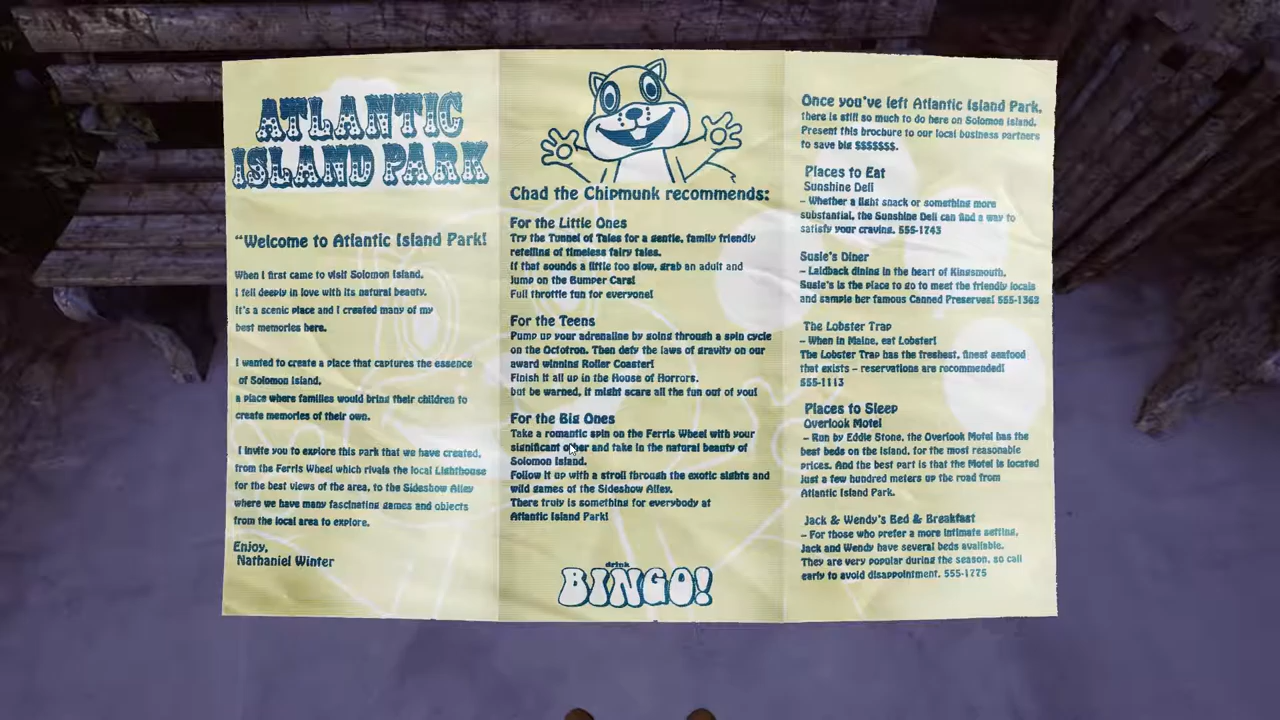 ATLANTIC
ISLAND PARK
"Welcome to Atlantic Island Park!
When I first came to visit Solomon Island,
I fell deeply in love with its natural beauty.
It's a scenic place and I created many of my
best memories here.
I wanted to create a place that captures the essence
of Solomon Island,
a place where families would bring their children to
create memories of their own.
I invite you to explore this park that we have created,
from the Ferris Wheel which rivals the local Lighthouse
for the best views of the area, to the Sideshow Alley
where we have many fascinating games and objects
from the local area to explore.
Enjoy,
Nathaniel Winter
Chad the Chipmunk recommends:
For the Little Ones
Try the Tunnel of Tales for a gentle, family friendly
retelling of timeless fairy tales.
If that sounds a little too slow, grab an adult and
jump on the Bumper Cars!
Full throttle fun for everyone!
For the Teens
Pump up your adrenaline by going through a spin cycle
on the Octotron. Then defy the laws of gravity on our
award winning Roller Coaster!
Finish it all up in the House of Horrors.
but be warned, it might scare all the fun out of you!
For the Big Ones
Take a romantic spin on the Ferris Wheel with your
significant other and take in the natural beauty of
Solomon Island.
Follow it up with a stroll through the exotic sights and
wild games of the Sideshow Alley.
There truly is something for everybody at
Atlantic Island Park!
drink
BINGO!
Once you've left Atlantic Island Park,
there is still so much to do here on Solomon Island.
Present this brochure to our local business partners
to save big $$$$$$$.
Places to Eat
Sunshine Deli
- Whether a light snack or something more
substantial, the Sunshine Deli can find a way to
satisfy your craving. 555-1743
Susie's Diner
- Laidback dining in the heart of Kingsmouth,
Susie's is the place to go to meet the friendly locals
and sample her famous Canned Preserves! 555-1362
The Lobster Trap
- When in Maine, eat Lobster!
The Lobster Trap has the freshest, finest seafood
that exists - reservations are recommended!
555-1113
Places to Sleep
Overlook Motel
- Run by Eddie Stone, the Overlook Motel has the
best beds on the island, for the most reasonable
prices. And the best part is that the Motel is located
just a few hundred meters up the road from
Atlantic Island Park.
Jack & Wendy's Bed & Breakfast
- For those who prefer a more intimate setting,
Jack and Wendy have several beds available.
They are very popular during the season, so call
early to avoid disappointment. 555-1775